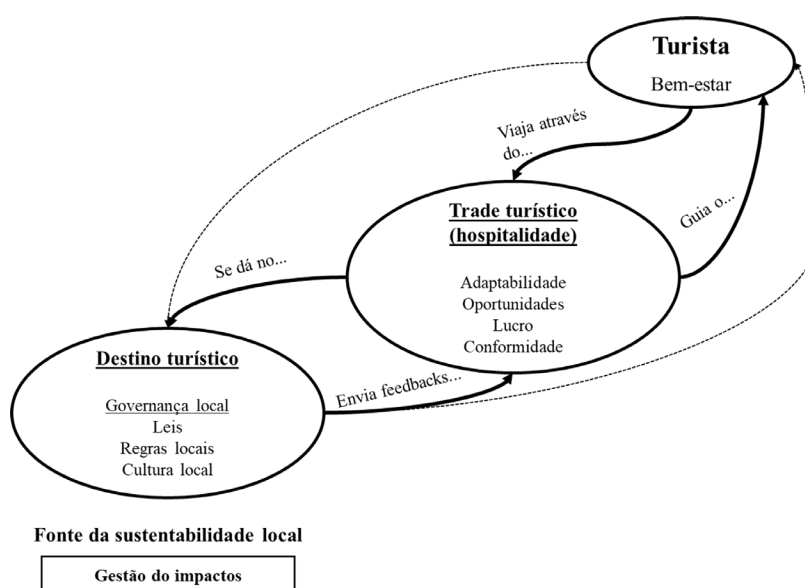 Turista
Bem-estar
Viaja através
do...
Guia o...
Trade turístico
(hospitalidade)
Adaptabilidade
Oportunidades
Lucro
Conformidade
Se dá no...
Destino turístico
Governança local
Leis
Regras locais
Cultura local
Envia feedbacks...
Fonte da sustentabilidade local
Gestão do impactos